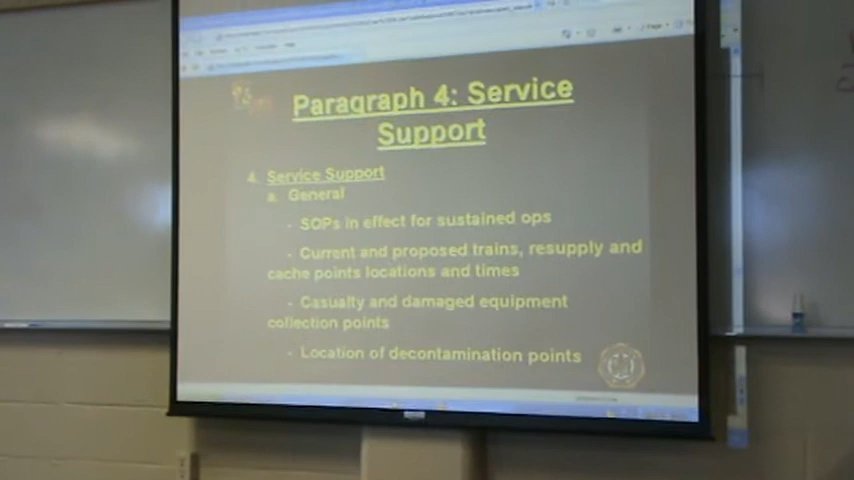 Paragraph 4: Service
Support
4. Service Support
a. General
- SOPs in effect for sustained ops
- Current and proposed trains, resupply and
cache points locations and times
- Casualty and damaged equipment
collection points
- Location of decontamination points